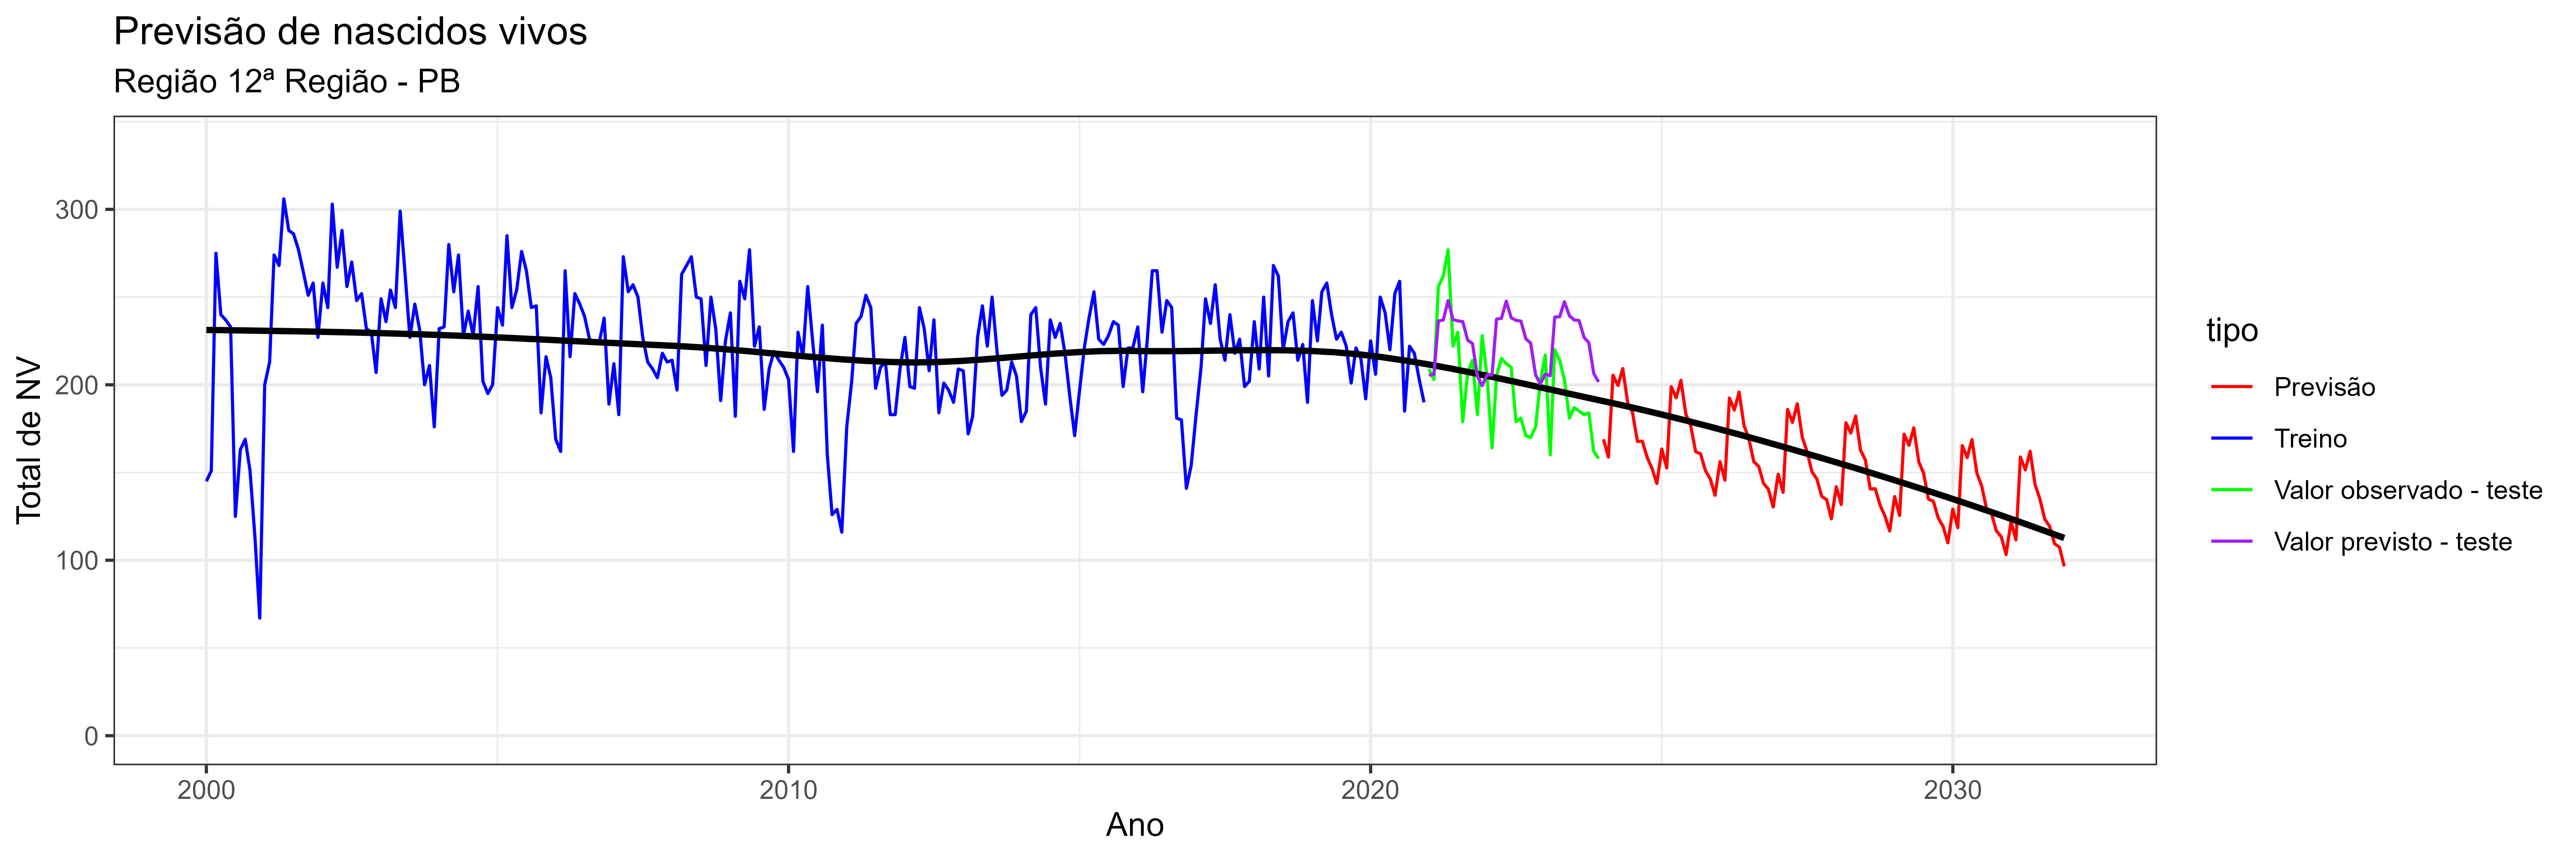 Previsão de nascidos vivos
Região 12ª Região - PB
Total de NV
300
200
100
0
2000
2010
2020
2030
Ano
tipo
Previsão
Treino
Valor observado - teste
Valor previsto - teste